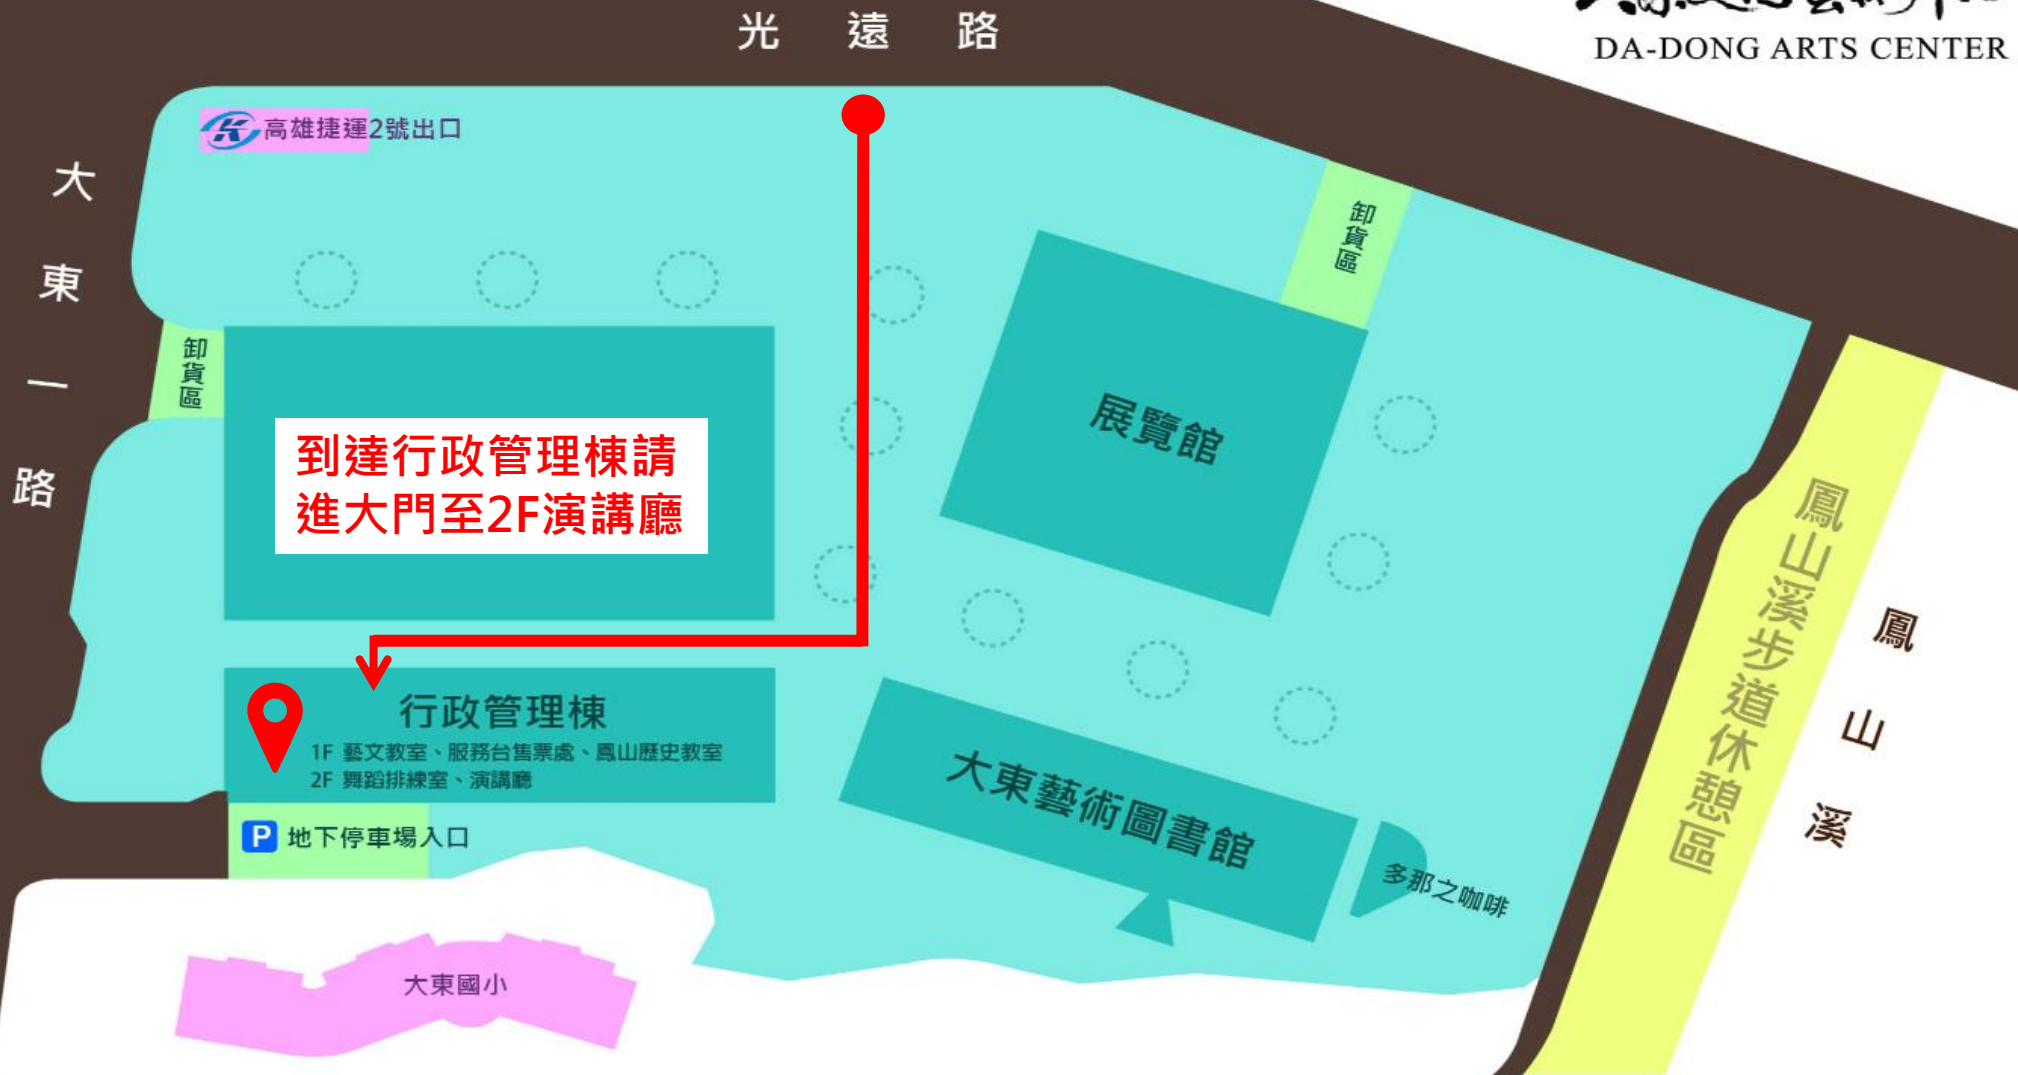 光遠路
DA-DONG ARTS CENTER
高雄捷運2號出口
大東一路
卸貨區
卸貨區
展覽館
到達行政管理棟請
進大門至2F演講廳
行政管理棟
1F 藝文教室、服務台售票處、鳳山歷史教室
2F 舞蹈排練室、演講廳
P 地下停車場入口
大東藝術圖書館
多那之咖啡
鳳山溪步道休憩區
鳳山溪
大東國小